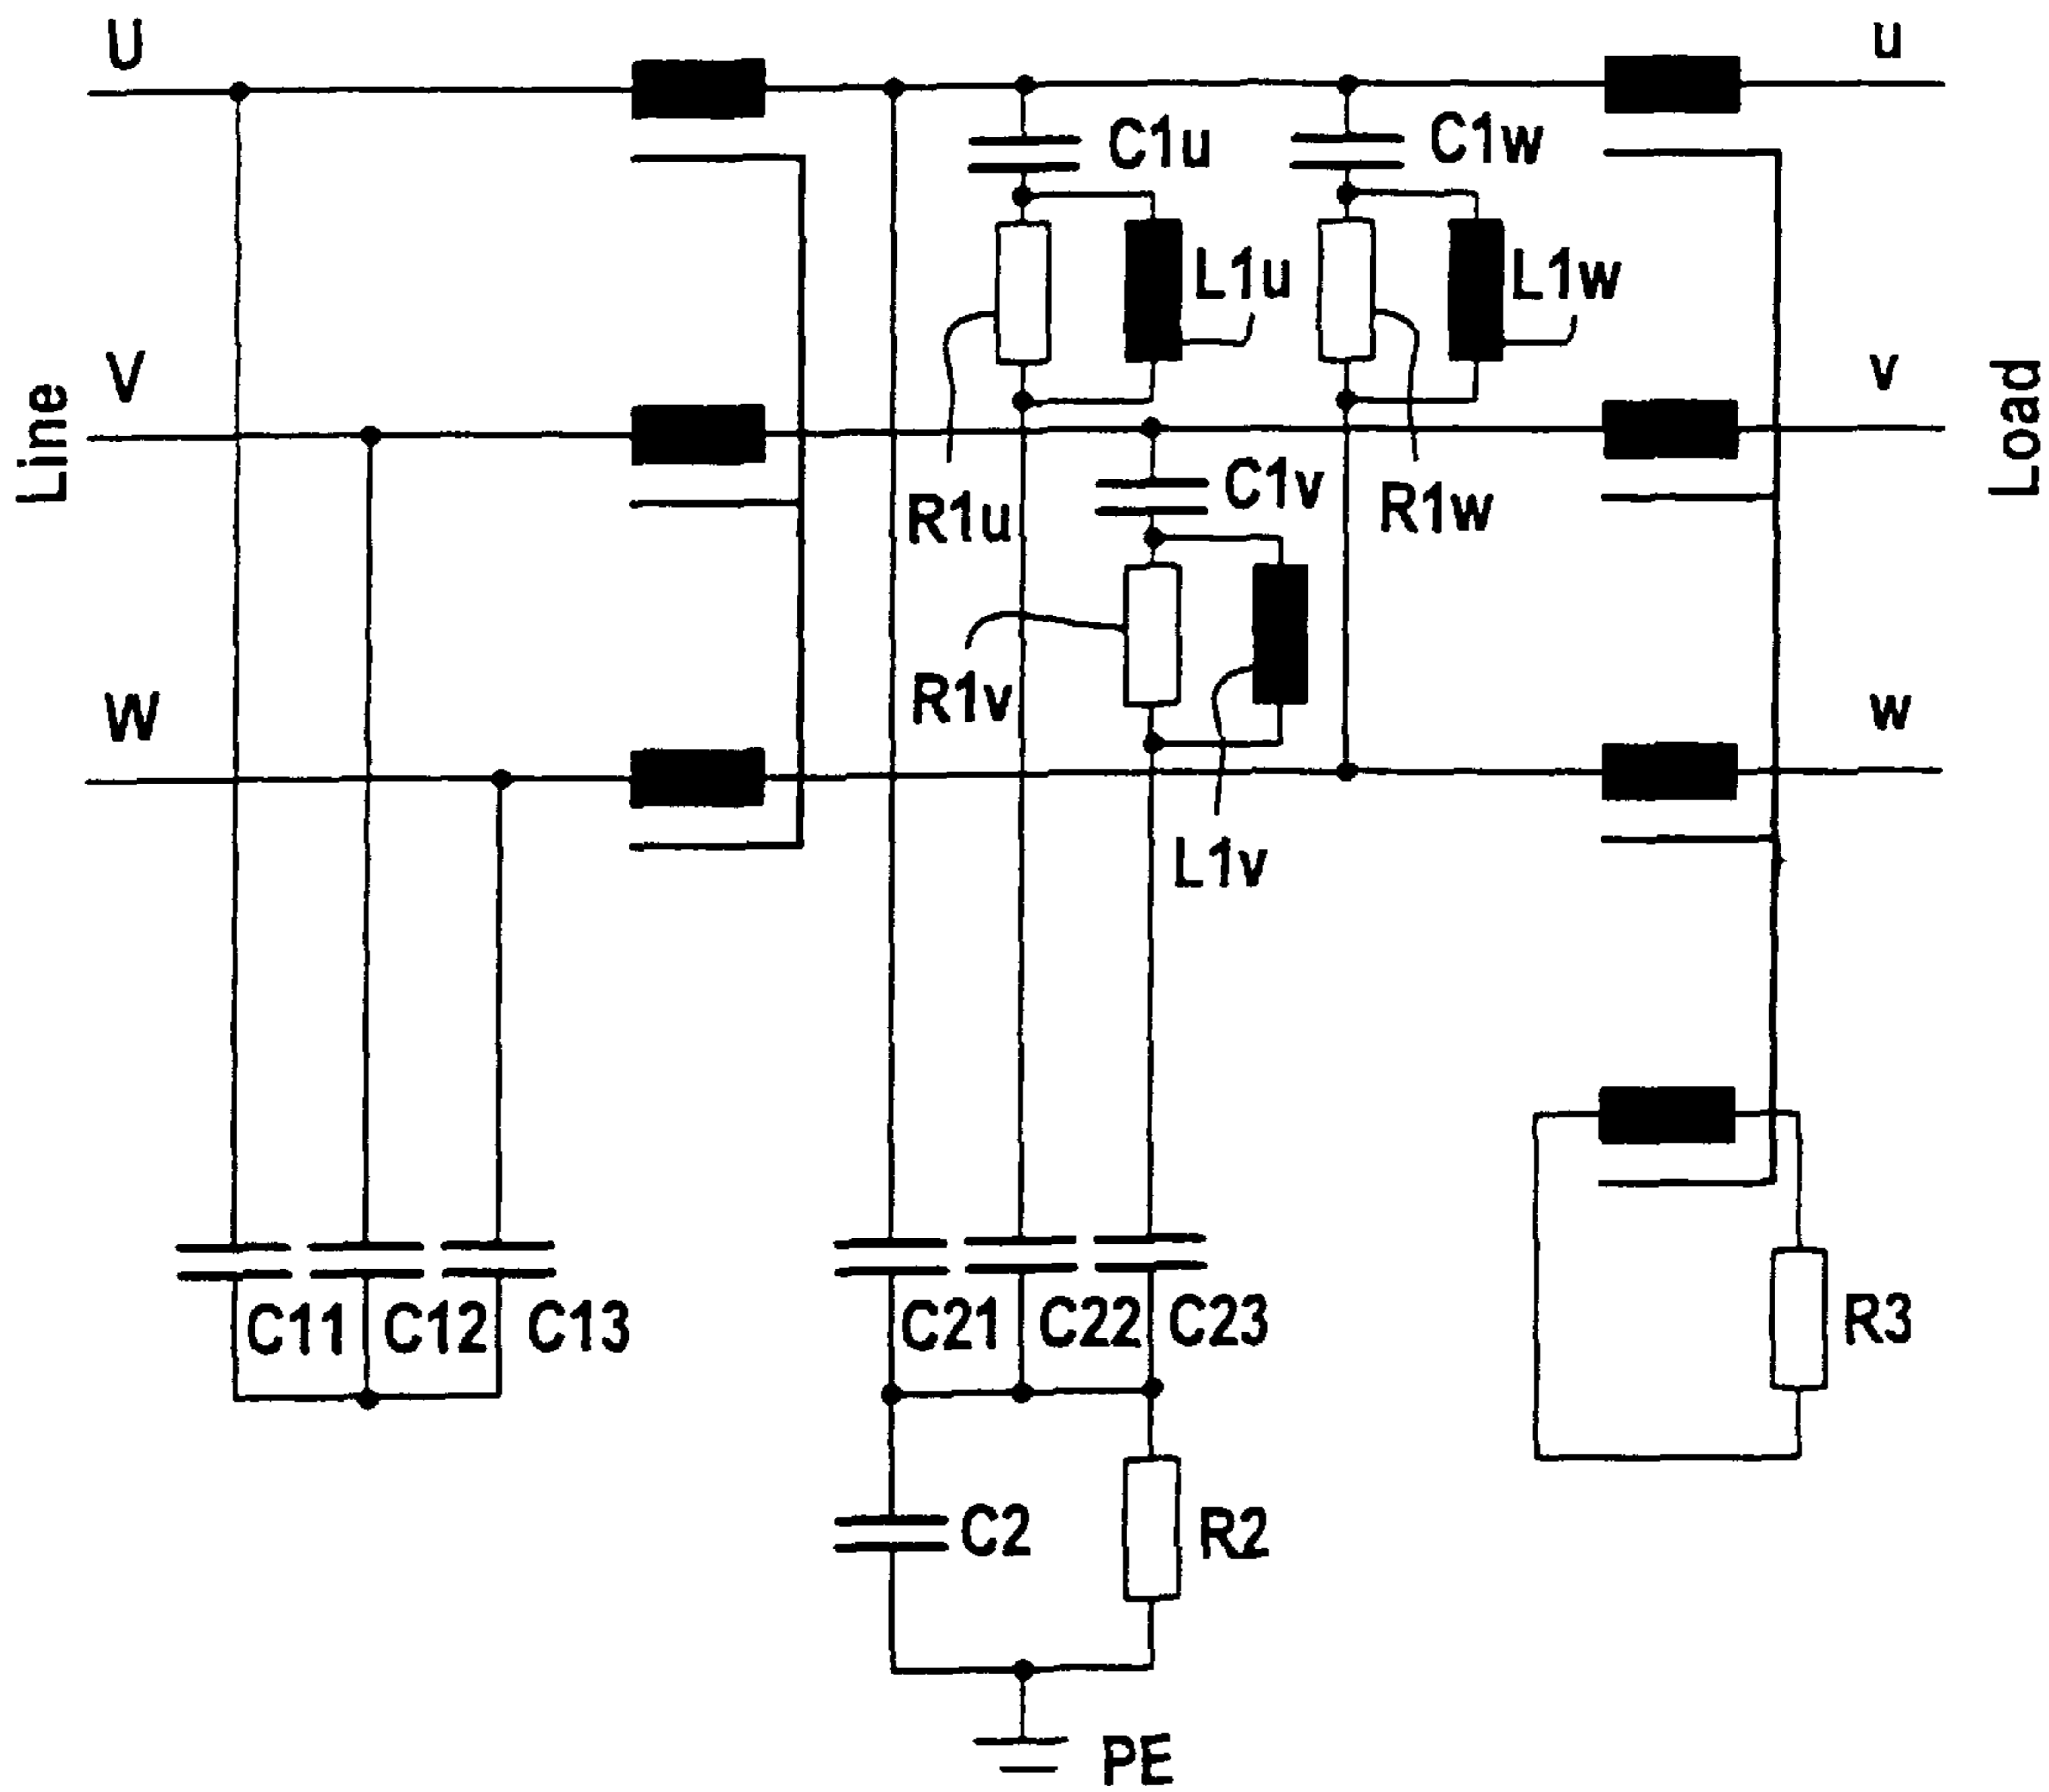 U
u
C1u
C1w
L1u
L1w
Line
V
v
Load
R1u
C1v
R1w
R1v
W
w
L1v
C11
C12
C13
C21
C22
C23
R3
C2
R2
PE